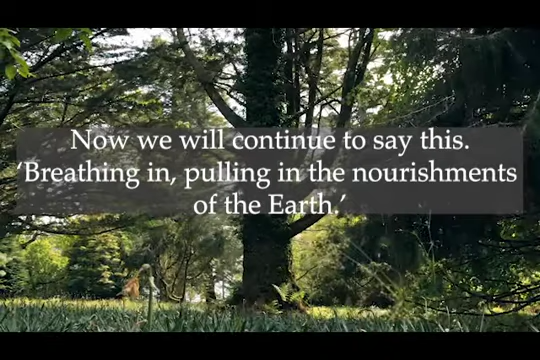 Now we will continue to say this.
‘Breathing in, pulling in the nourishments
of the Earth.’